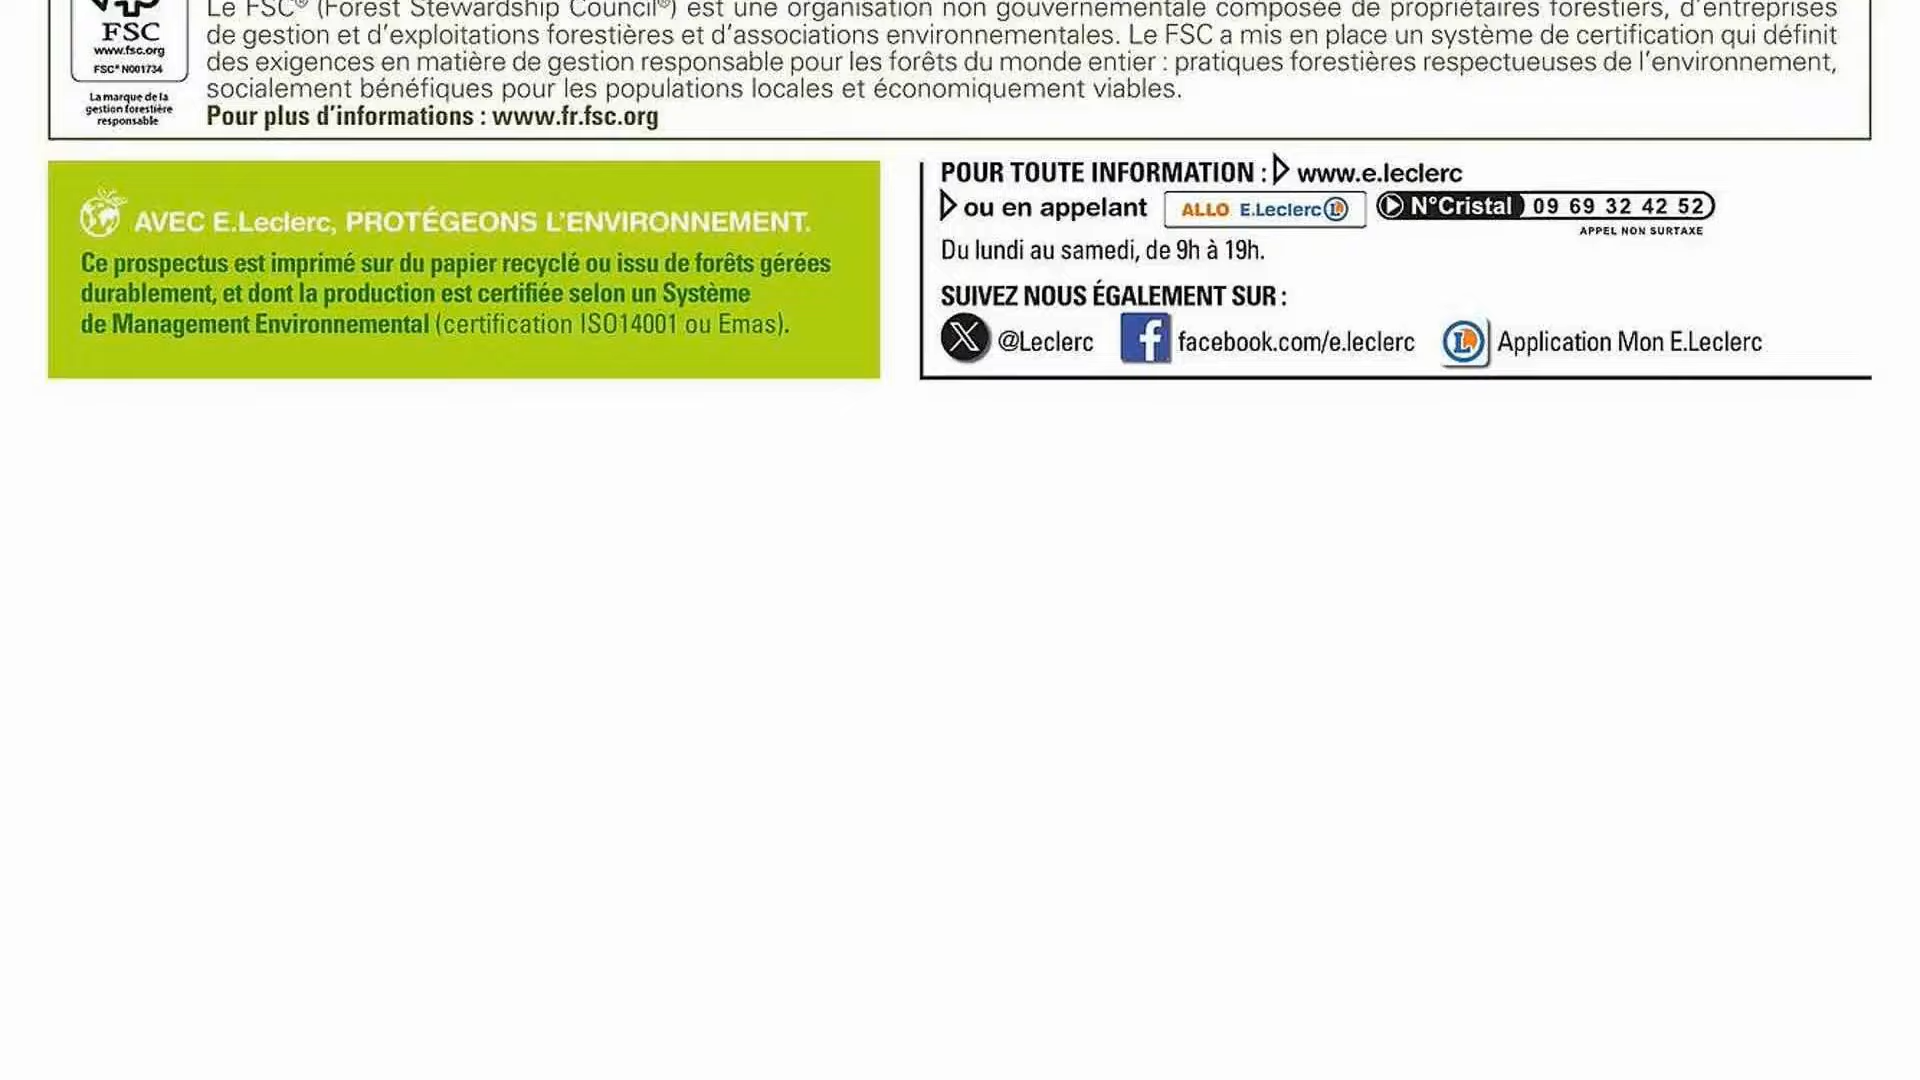 Le FSC® (Forest Stewardship Council®) est une organisation non gouvernementale composée de propriétaires forestiers, d'entreprises
de gestion et d'exploitations forestières et d'associations environnementales. Le FSC a mis en place un système de certification qui définit
des exigences en matière de gestion responsable pour les forêts du monde entier : pratiques forestières respectueuses de l'environnement,
socialement bénéfiques pour les populations locales et économiquement viables.
Pour plus d'informations : www.fr.fsc.org
FSC
www.fsc.org
FSC® N001734
La marque de la
gestion forestière
responsable
AVEC E.Leclerc, PROTÉGEONS L'ENVIRONNEMENT.
Ce prospectus est imprimé sur du papier recyclé ou issu de forêts gérées
durablement, et dont la production est certifiée selon un Système
de Management Environnemental (certification ISO14001 ou Emas).
POUR TOUTE INFORMATION : www.e.leclerc
ou en appelant ALLO E.Leclerc N°Cristal 09 69 32 42 52
APPEL NON SURTAXE
Du lundi au samedi, de 9h à 19h.
SUIVEZ NOUS ÉGALEMENT SUR :
@Leclerc facebook.com/e.leclerc Application Mon E.Leclerc